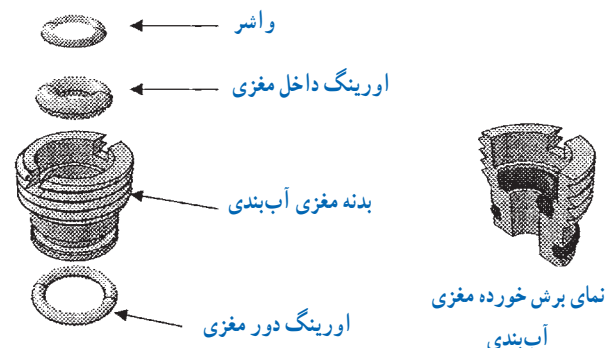 واشر
اورینگ داخل مغزی
بدنه مغزی آب‌بندی
اورینگ دور مغزی
نمای برش خورده مغزی
آب‌بندی